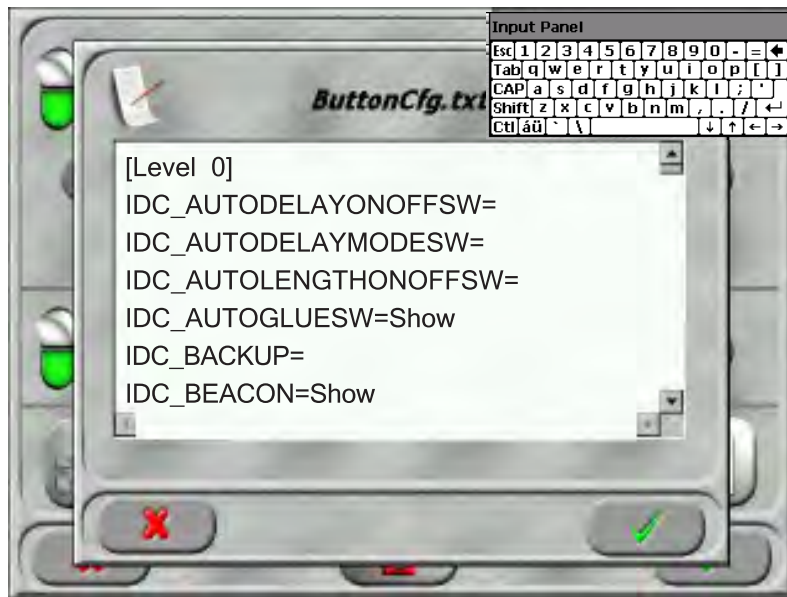 Input Panel
Esc 1 2 3 4 5 6 7 8 9 0 - =
Tab q w e r t y u i o p [ ]
CAP a s d f g h j k l ; '
Shift z x c v b n m , . /
Ctl áü ` \
ButtonCfg.txt
[Level 0]
IDC_AUTODELAYONOFFSW=
IDC_AUTODELAYMODESW=
IDC_AUTOLENGTHONOFFSW=
IDC_AUTOGLUESW=Show
IDC_BACKUP=
IDC_BEACON=Show